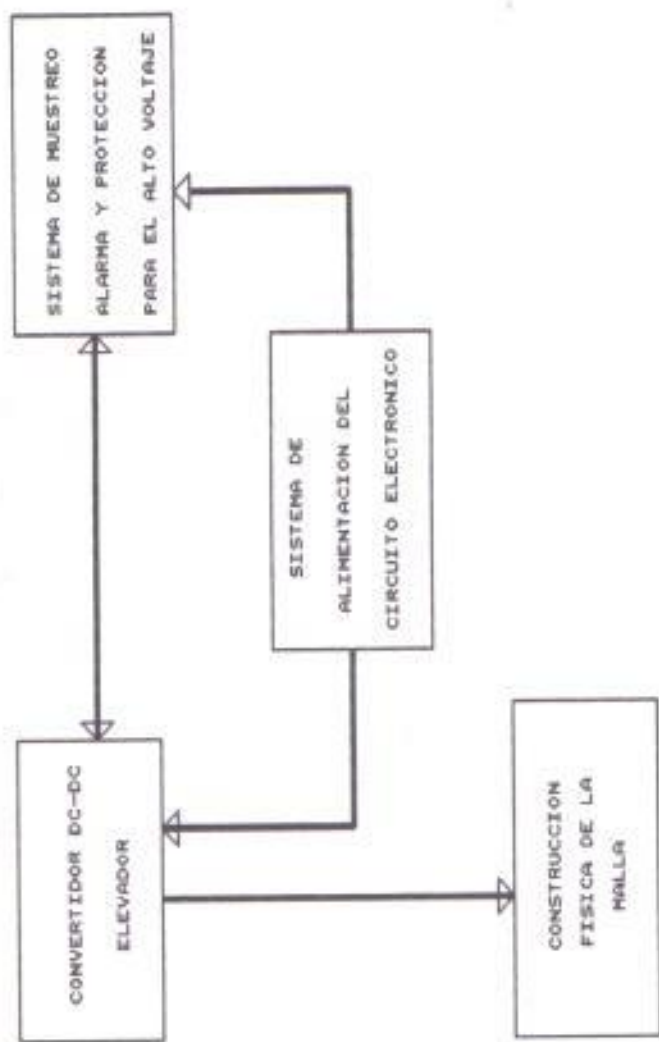 CONVERTIDOR DC-DC
ELEVADOR
SISTEMA DE MUESTREO
ALARMA Y PROTECCION
PARA EL ALTO VOLTAJE
SISTEMA DE
ALIMENTACION DEL
CIRCUITO ELECTRONICO
CONSTRUCCION
FISICA DE LA
MALLA